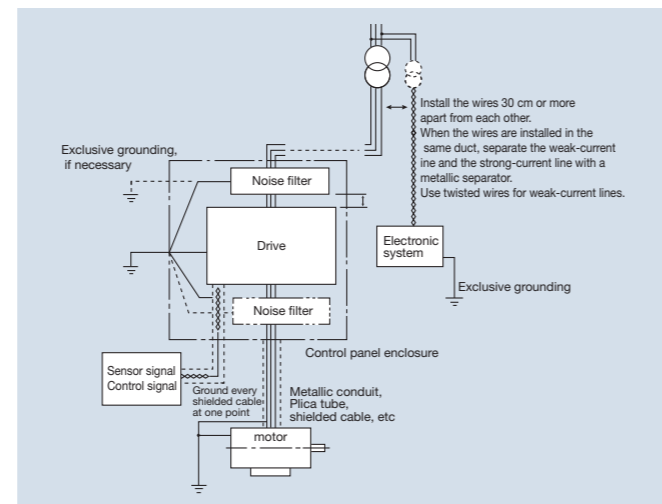 Install the wires 30 cm or more
apart from each other.
When the wires are installed in the
same duct, separate the weak-current
ine and the strong-current line with a
metallic separator.
Use twisted wires for weak-current lines.
Exclusive grounding,
if necessary
Noise filter
Drive
Electronic
system
Exclusive grounding
Noise filter
Control panel enclosure
Sensor signal
Control signal
Ground every
shielded cable
at one point
Metallic conduit,
Plica tube,
shielded cable, etc
motor